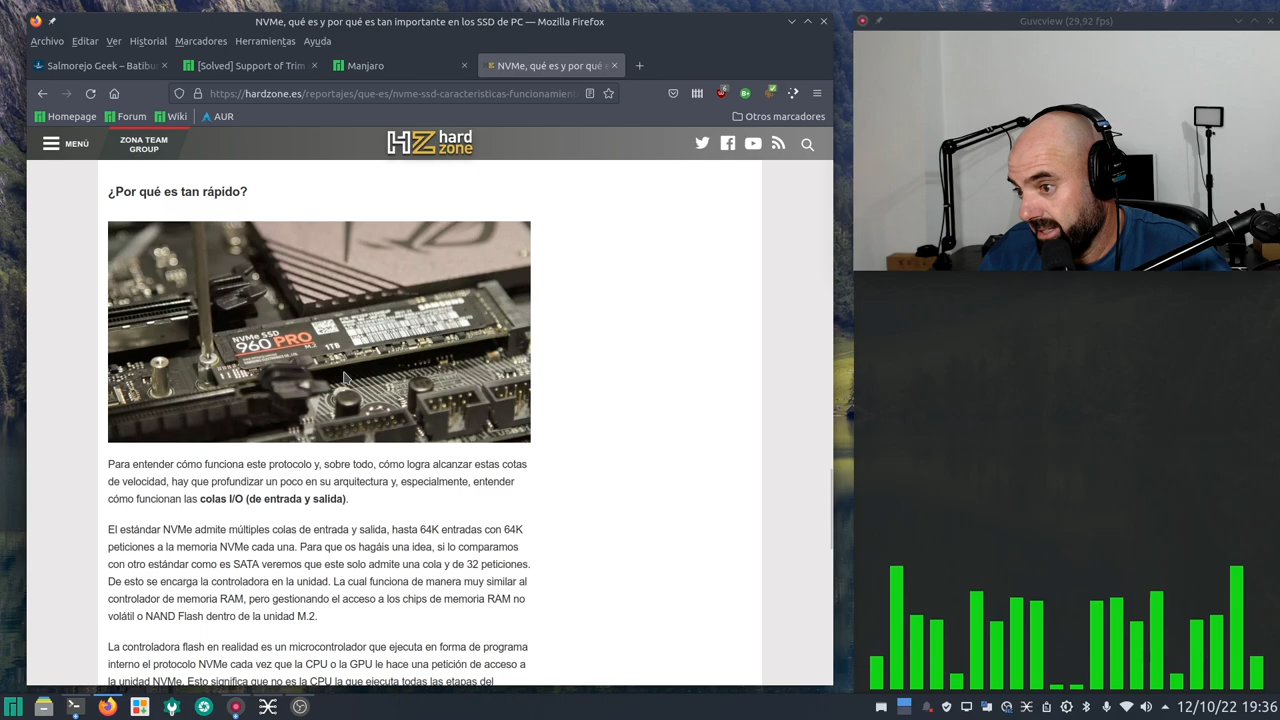 NVMe, qué es y por qué es tan importante en los SSD de PC — Mozilla Firefox
Guvcview (29,92 fps)
Archivo Editar Ver Historial Marcadores Herramientas Ayuda
Salmorejo Geek – Batibu
[Solved] Support of Trim
Manjaro
NVMe, qué es y por qué e
https://hardzone.es/reportajes/que-es/nvme-ssd-caracteristicas-funcionamient
6
Homepage Forum Wiki AUR Otros marcadores
MENÚ
ZONA TEAM
GROUP
HZ hard
zone
¿Por qué es tan rápido?
NVMe SSD
960 PRO
M.2 1TB
SAMSUNG
Para entender cómo funciona este protocolo y, sobre todo, cómo logra alcanzar estas cotas
de velocidad, hay que profundizar un poco en su arquitectura y, especialmente, entender
cómo funcionan las colas I/O (de entrada y salida).
El estándar NVMe admite múltiples colas de entrada y salida, hasta 64K entradas con 64K
peticiones a la memoria NVMe cada una. Para que os hagáis una idea, si lo comparamos
con otro estándar como es SATA veremos que este solo admite una cola y de 32 peticiones.
De esto se encarga la controladora en la unidad. La cual funciona de manera muy similar al
controlador de memoria RAM, pero gestionando el acceso a los chips de memoria RAM no
volátil o NAND Flash dentro de la unidad M.2.
La controladora flash en realidad es un microcontrolador que ejecuta en forma de programa
interno el protocolo NVMe cada vez que la CPU o la GPU le hace una petición de acceso a
la unidad NVMe. Esto significa que no es la CPU la que ejecuta todas las etapas del
12/10/22 19:36